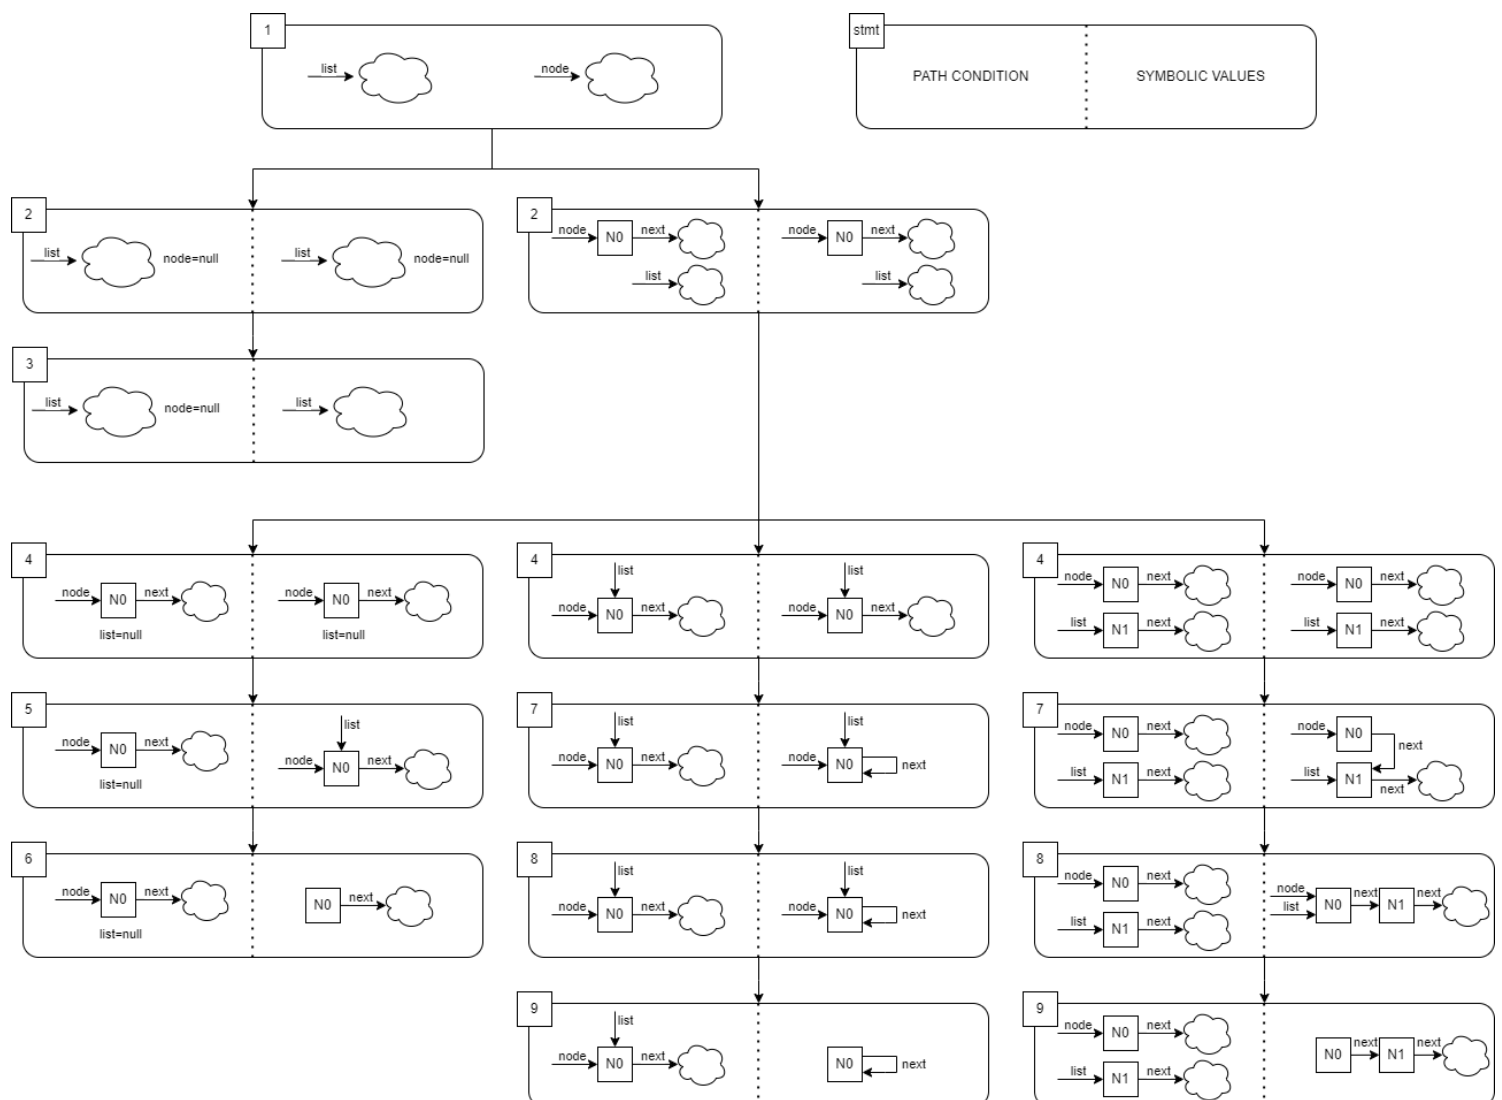 1
list node
stmt
PATH CONDITION SYMBOLIC VALUES
2
list node=null list node=null
2
node N0 next node N0 next
list list
3
list node=null list
4
node N0 next node N0 next
list=null list=null
4
list list
node N0 next node N0 next
4
node N0 next node N0 next
list N1 next list N1 next
5
list
node N0 next node N0 next
list=null
7
list list
node N0 next node N0 next
7
node N0 next node N0
next
list N1 next list N1 next
6
node N0 next N0 next
list=null
8
list list
node N0 next node N0 next
8
node N0 next node
list N0 next N1 next
list N1 next
9
list
node N0 next N0 next
9
node N0 next
N0 next N1 next
list N1 next